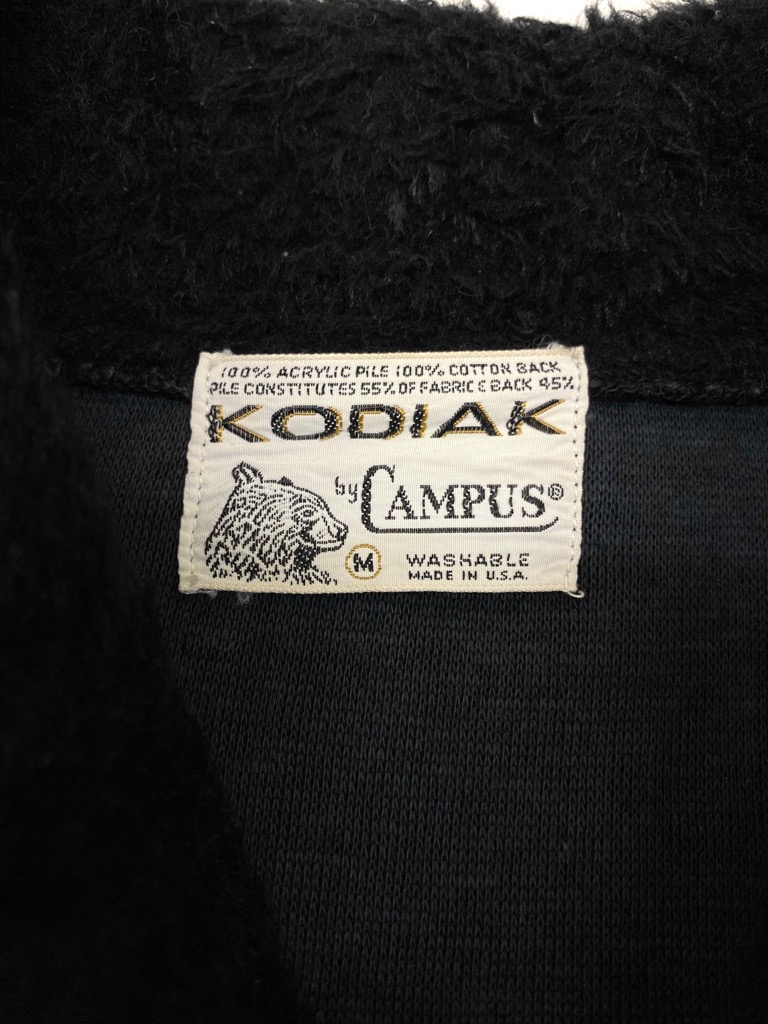 100% ACRYLIC PILE 100% COTTON BACK
PILE CONSTITUTES 55% OF FABRIC & BACK 45%
KODIAK
by CAMPUS®
M
WASHABLE
MADE IN U.S.A.